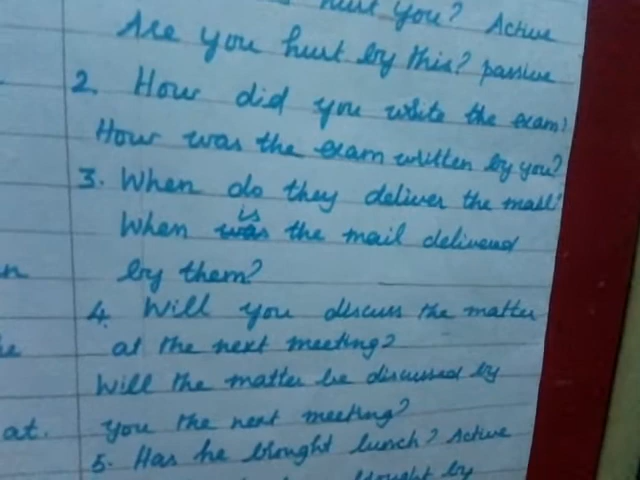 hurt you? Active
Are you hurt by this? passive
2. How did you write the exam?
How was the exam written by you?
3. When do they deliver the mail?
is
When was the mail delivered
by them?
4. Will you discuss the matter
at the next meeting?
Will the matter be discussed by
you the next meeting?
at.
5. Has he brought lunch? Active
by